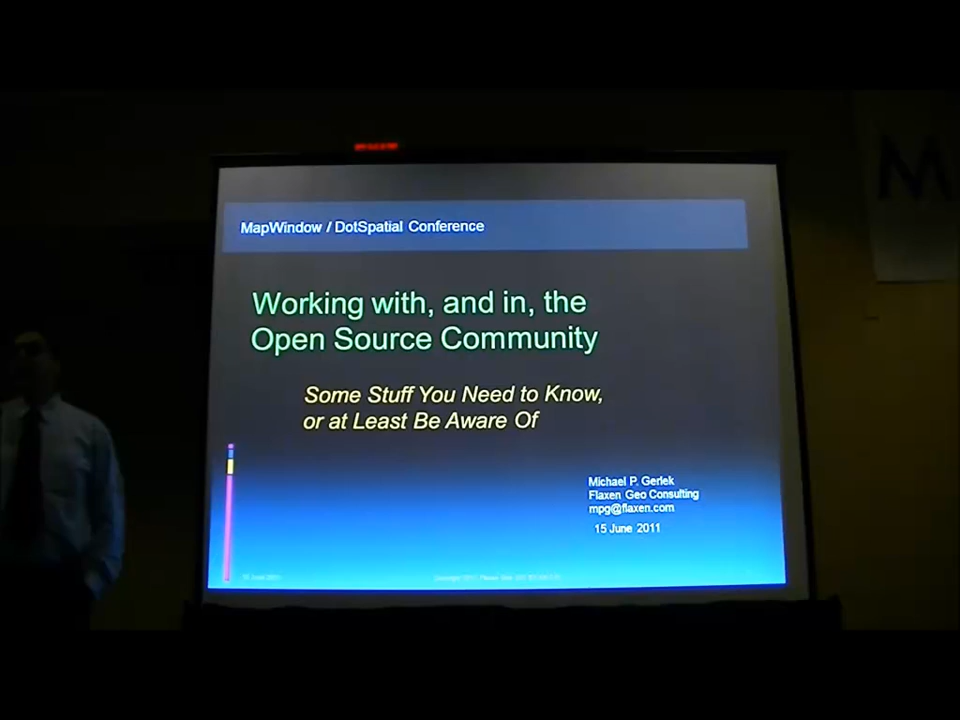 MapWindow / DotSpatial Conference
Working with, and in, the
Open Source Community
Some Stuff You Need to Know,
or at Least Be Aware Of
Michael P. Gerlek
Flaxen Geo Consulting
mpg@flaxen.com
15 June 2011